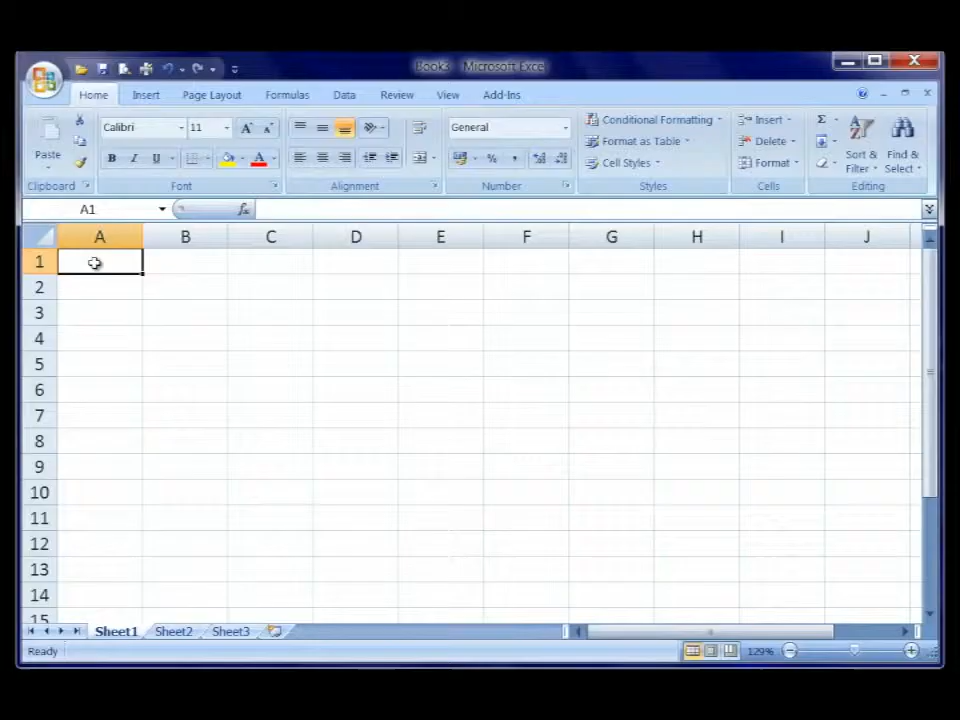 Book3 - Microsoft Excel
Home Insert Page Layout Formulas Data Review View Add-Ins
Calibri 11 General Conditional Formatting Insert Σ
Format as Table Delete
Paste B I U A % , Cell Styles Format Sort & Filter Find & Select
Clipboard Font Alignment Number Styles Cells Editing
A1 fx
A B C D E F G H I J
1
2
3
4
5
6
7
8
9
10
11
12
13
14
15
Sheet1 Sheet2 Sheet3
Ready 129%